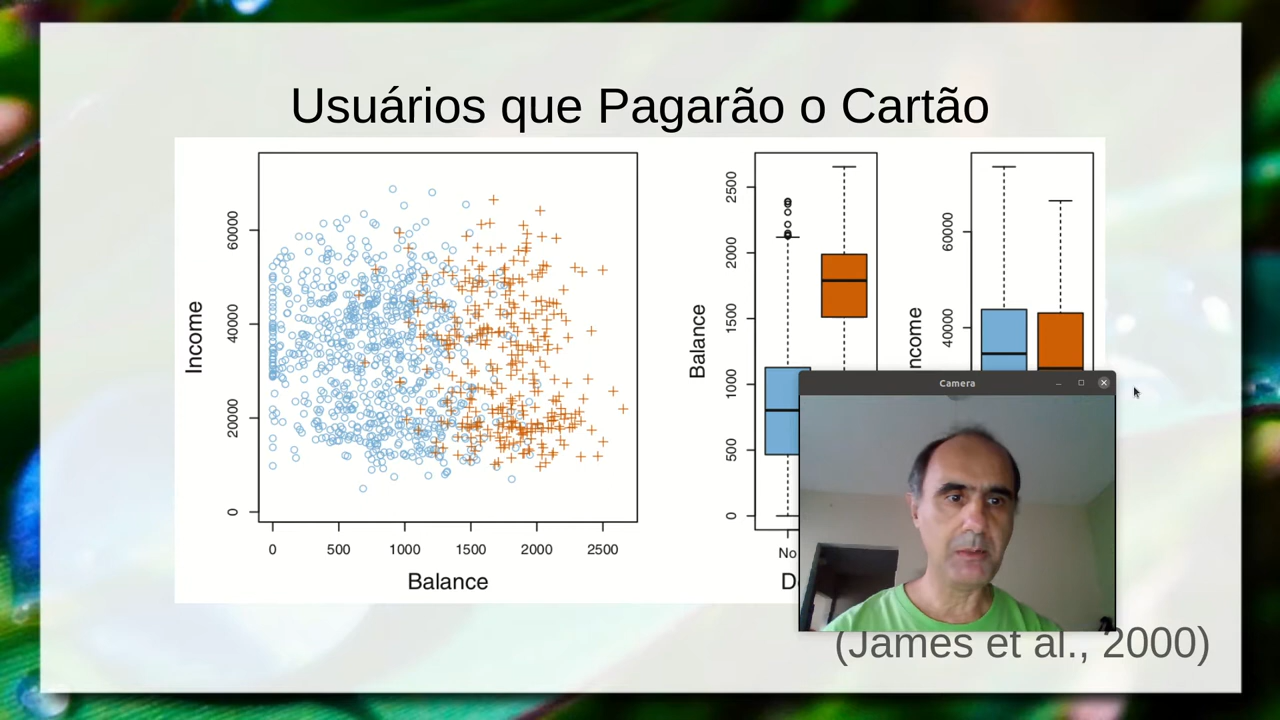 Usuários que Pagarão o Cartão
Income
60000
40000
20000
0
0 500 1000 1500 2000 2500
Balance
Balance
2500
2000
1500
1000
500
0
No
ncome
60000
40000
Camera
(James et al., 2000)